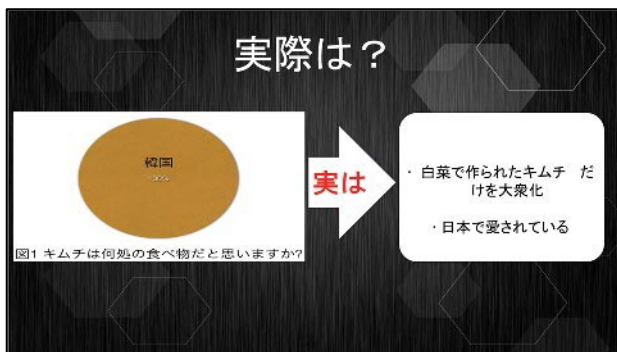 実際は？
韓国
図1 キムチは何処の食べ物だと思いますか?
実は
・ 白菜で作られたキムチ　だ
けを大衆化
・日本で愛されている